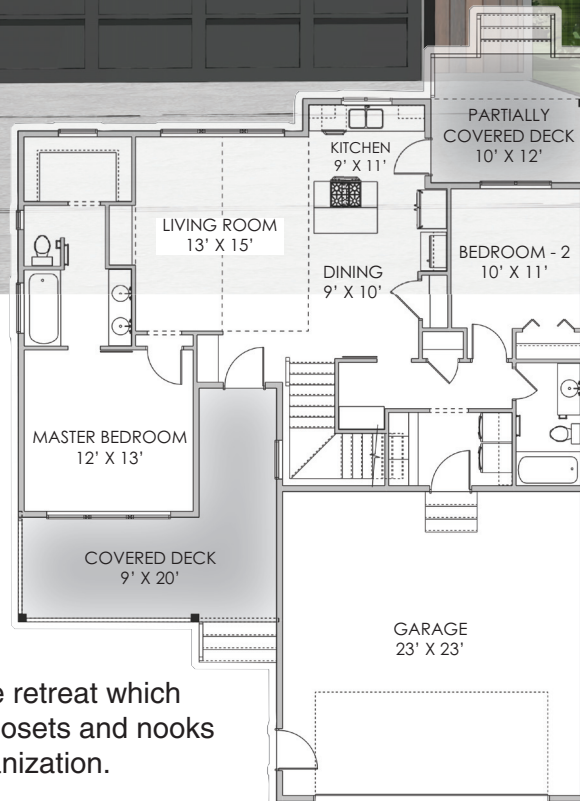 PARTIALLY
COVERED DECK
10' X 12'
KITCHEN
9' X 11'
LIVING ROOM
13' X 15'
DINING
9' X 10'
BEDROOM - 2
10' X 11'
MASTER BEDROOM
12' X 13'
COVERED DECK
9' X 20'
GARAGE
23' X 23'
e retreat which
osets and nooks
nization.